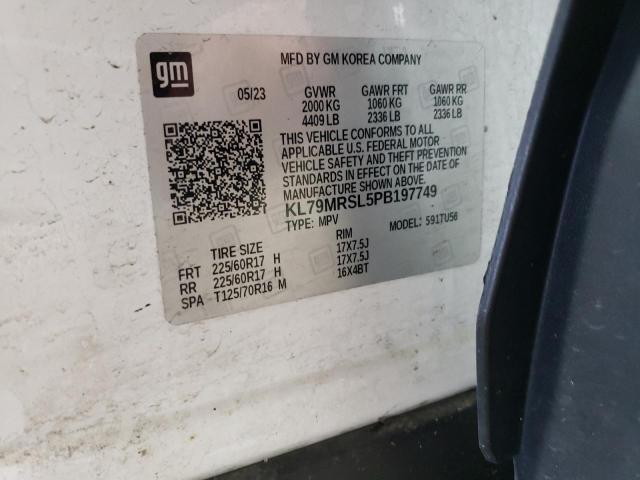 gm
MFD BY GM KOREA COMPANY
05/23 GVWR GAWR FRT GAWR RR
2000 KG 1060 KG 1060 KG
4409 LB 2336 LB 2336 LB
THIS VEHICLE CONFORMS TO ALL
APPLICABLE U.S. FEDERAL MOTOR
VEHICLE SAFETY AND THEFT PREVENTION
STANDARDS IN EFFECT ON THE DATE OF
MANUFACTURE SHOWN ABOVE.
KL79MRSL5PB197749
TYPE: MPV MODEL: 591TU56
TIRE SIZE RIM
FRT 225/60R17 H 17X7.5J
RR 225/60R17 H 17X7.5J
SPA T125/70R16 M 16X4BT